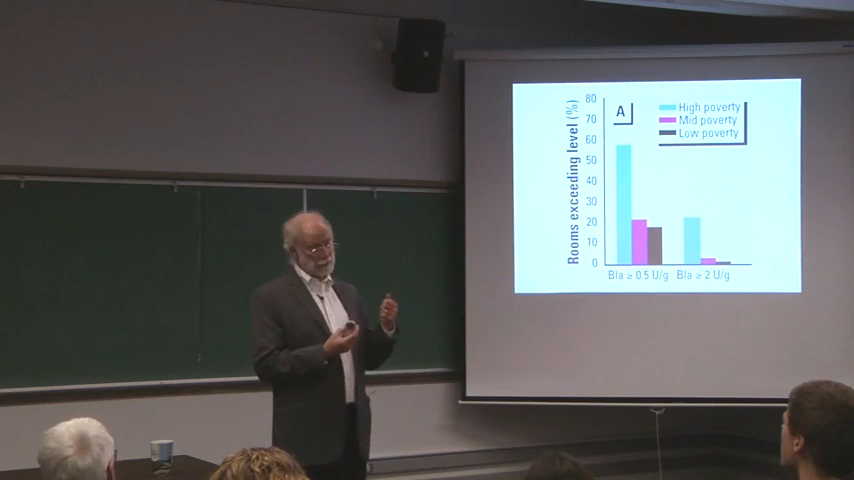 Rooms exceeding level (%)
80
70
60
50
40
30
20
10
0
A
High poverty
Mid poverty
Low poverty
Bla ≥ 0.5 U/g
Bla ≥ 2 U/g